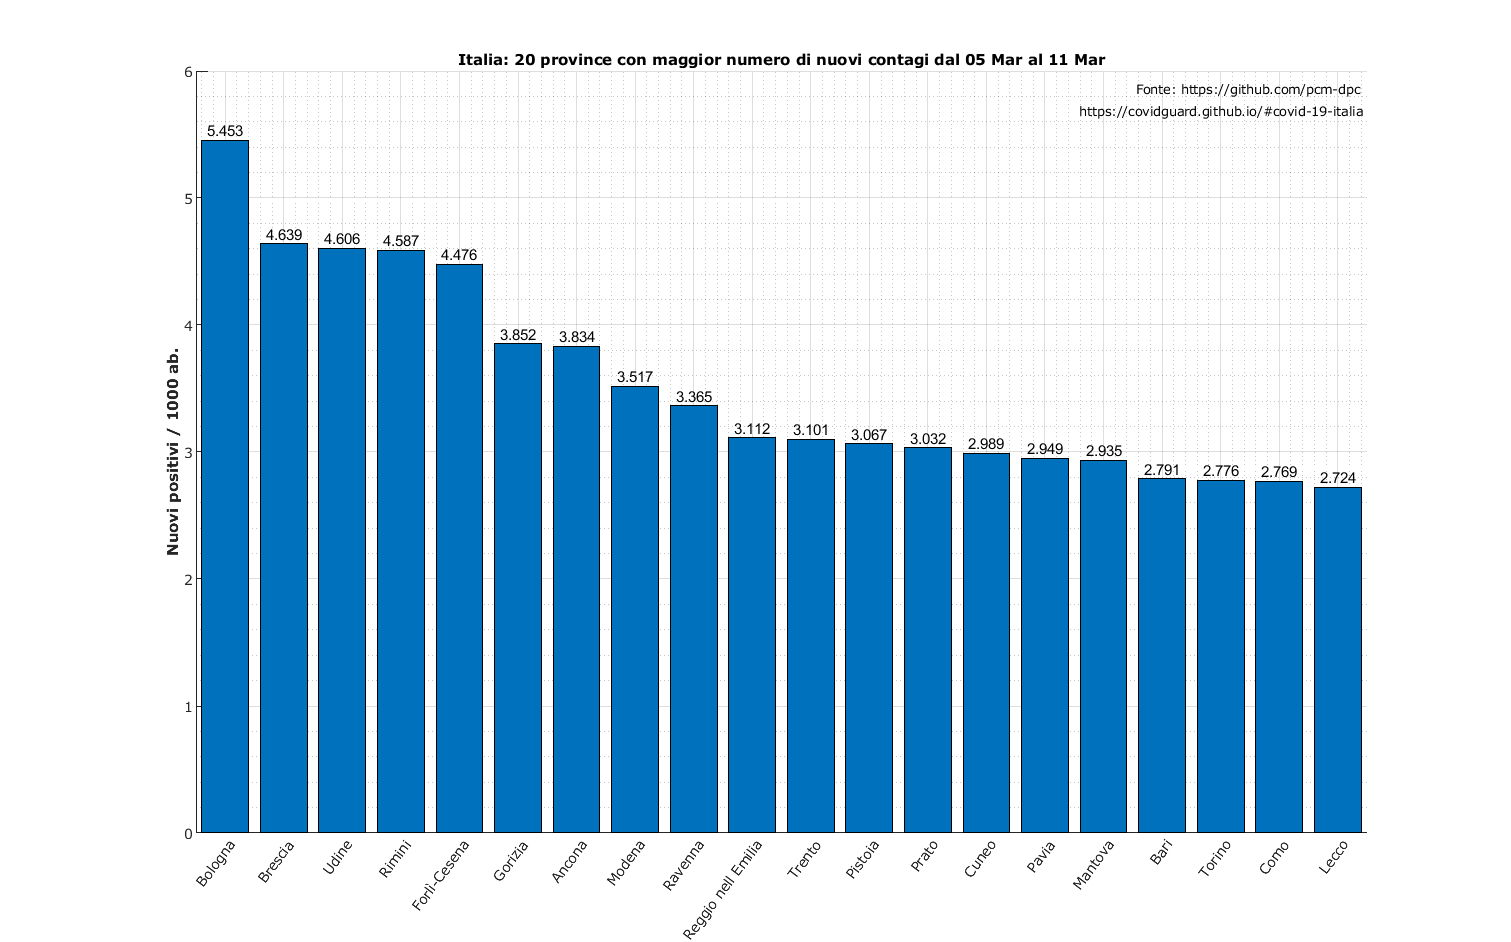 Italia: 20 province con maggior numero di nuovi contagi dal 05 Mar al 11 Mar
Fonte: https://github.com/pcm-dpc
https://covidguard.github.io/#covid-19-italia
Nuovi positivi / 1000 ab.
6
5
4
3
2
1
0
5.453
4.639
4.606
4.587
4.476
3.852
3.834
3.517
3.365
3.112
3.101
3.067
3.032
2.989
2.949
2.935
2.791
2.776
2.769
2.724
Bologna
Brescia
Udine
Rimini
Forlì-Cesena
Gorizia
Ancona
Modena
Ravenna
Reggio nell Emilia
Trento
Pistoia
Prato
Cuneo
Pavia
Mantova
Bari
Torino
Como
Lecco